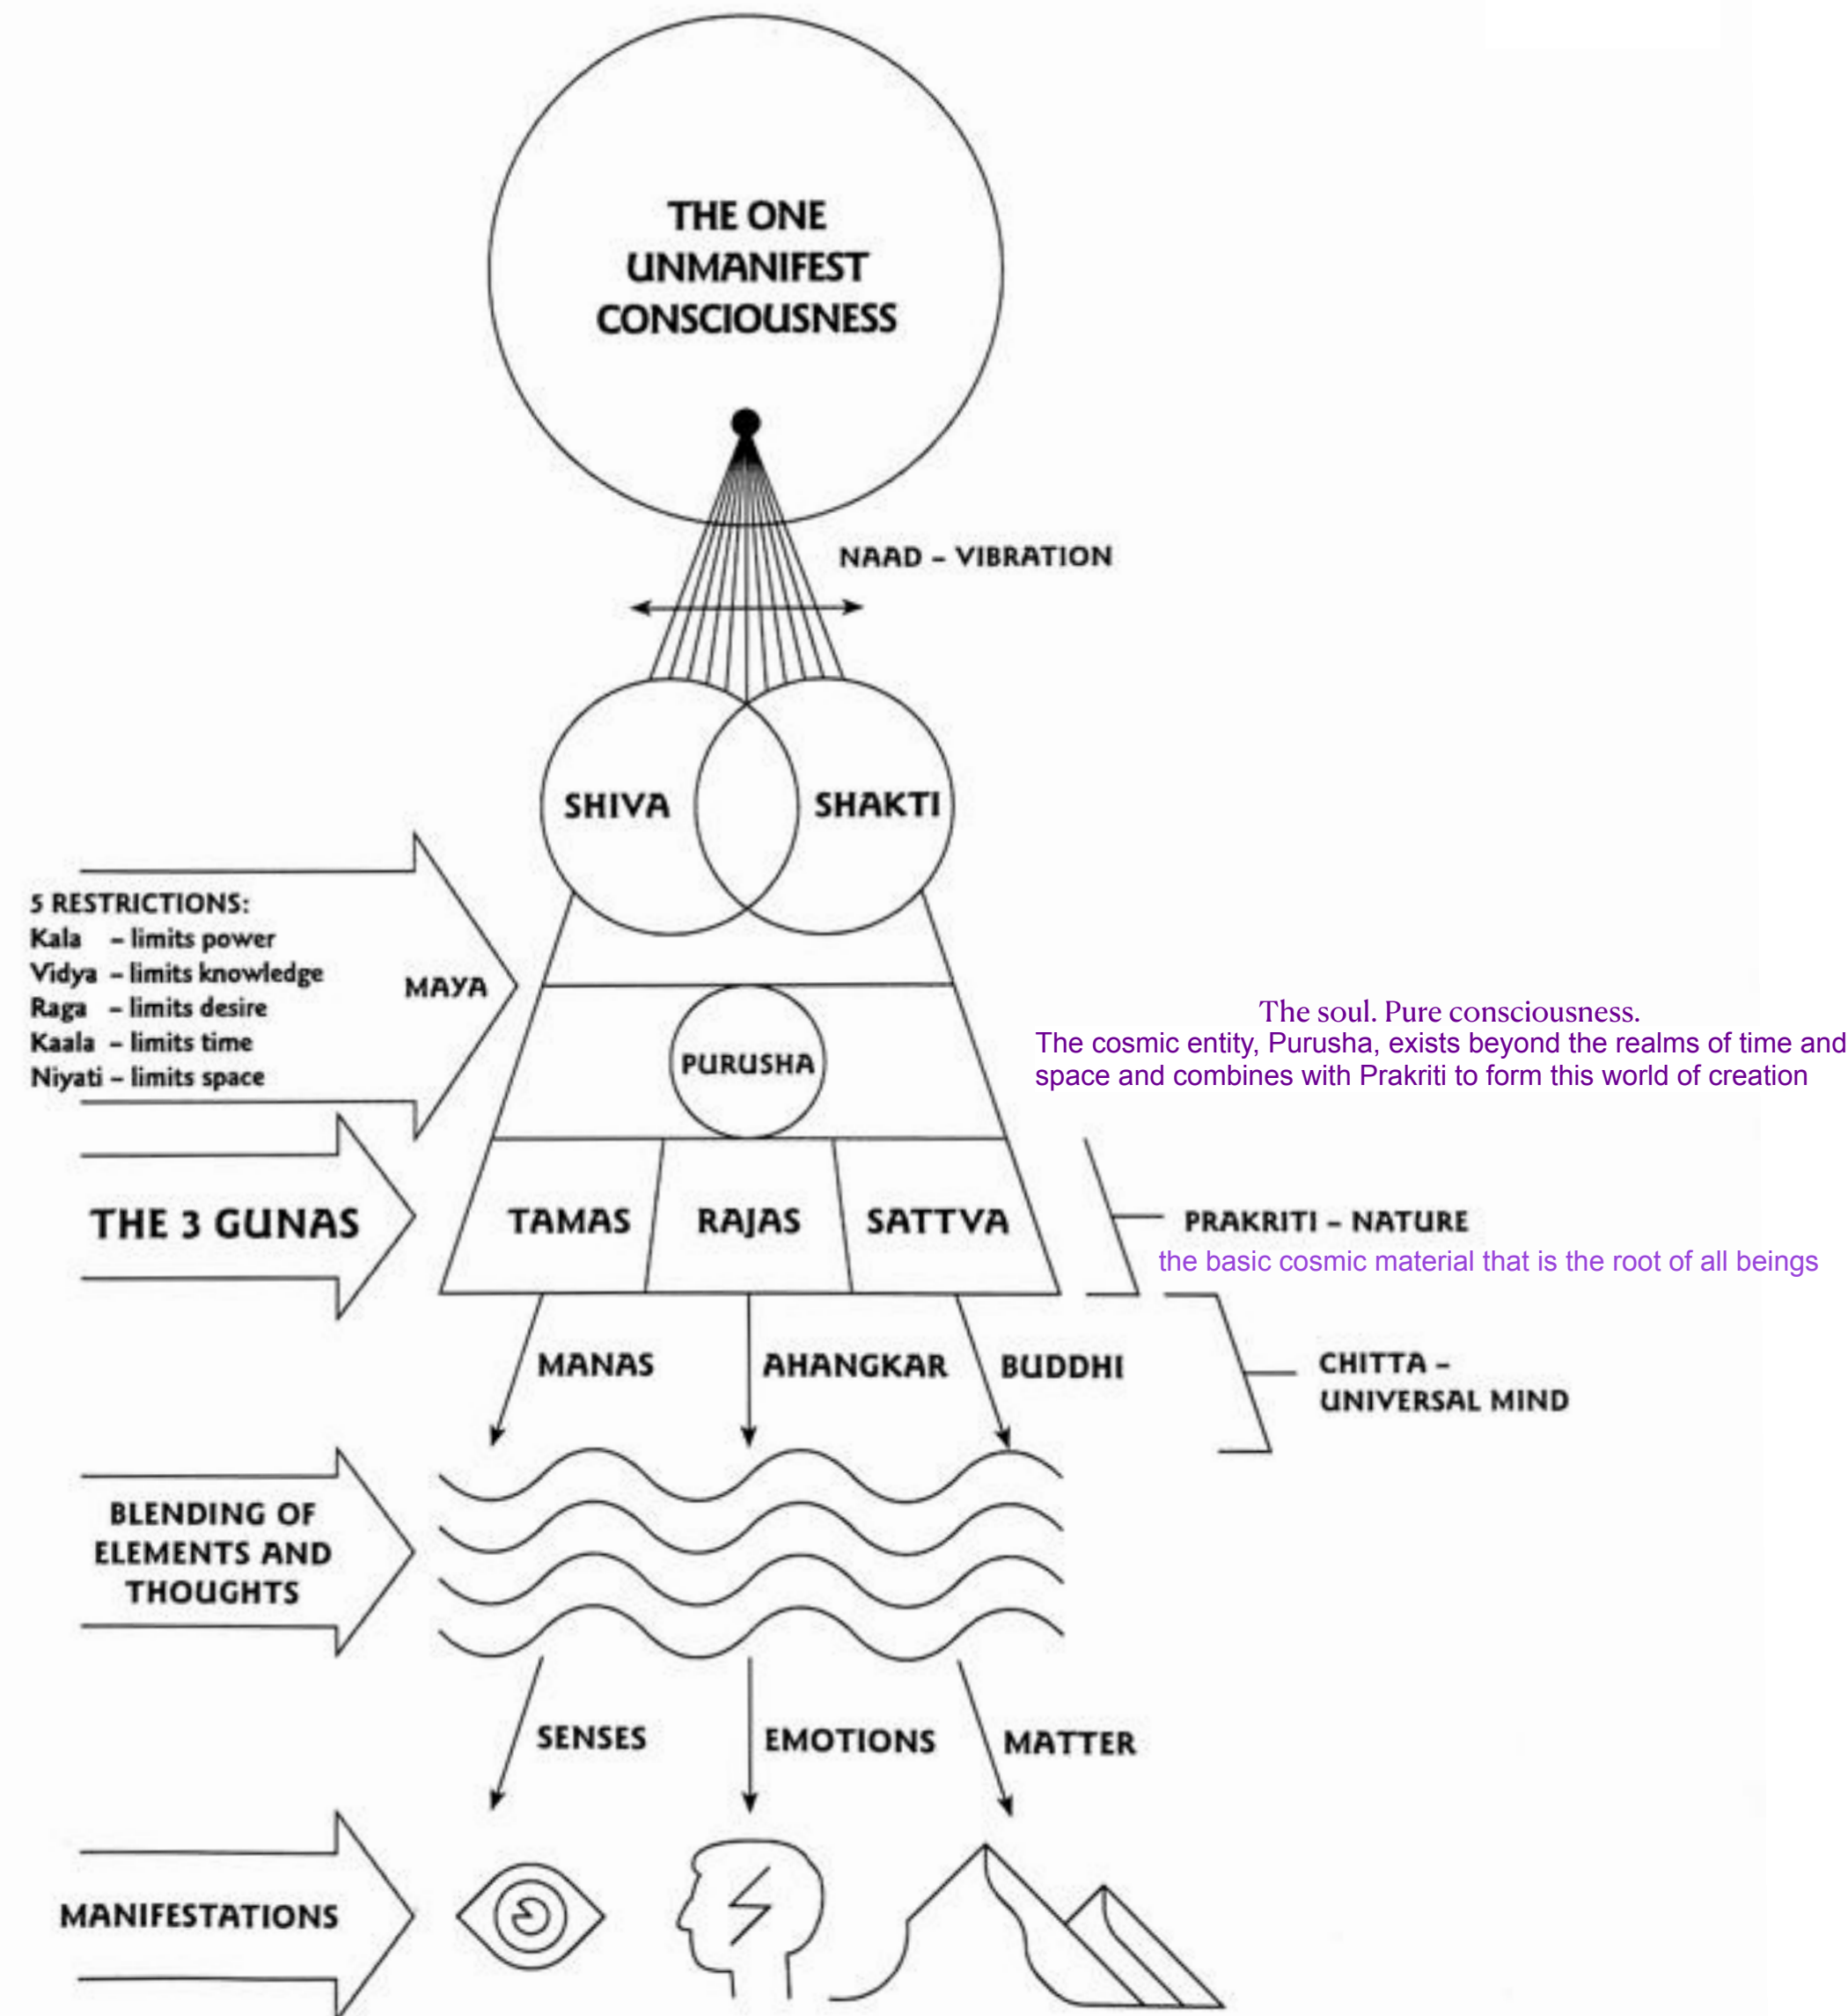 THE ONE
UNMANIFEST
CONSCIOUSNESS
NAAD – VIBRATION
SHIVA
SHAKTI
5 RESTRICTIONS:
Kala – limits power
Vidya – limits knowledge
Raga – limits desire
Kaala – limits time
Niyati – limits space
MAYA
PURUSHA
The soul. Pure consciousness.
The cosmic entity, Purusha, exists beyond the realms of time and
space and combines with Prakriti to form this world of creation
THE 3 GUNAS
TAMAS
RAJAS
SATTVA
PRAKRITI – NATURE
the basic cosmic material that is the root of all beings
MANAS
AHANGKAR
BUDDHI
CHITTA –
UNIVERSAL MIND
BLENDING OF
ELEMENTS AND
THOUGHTS
SENSES
EMOTIONS
MATTER
MANIFESTATIONS